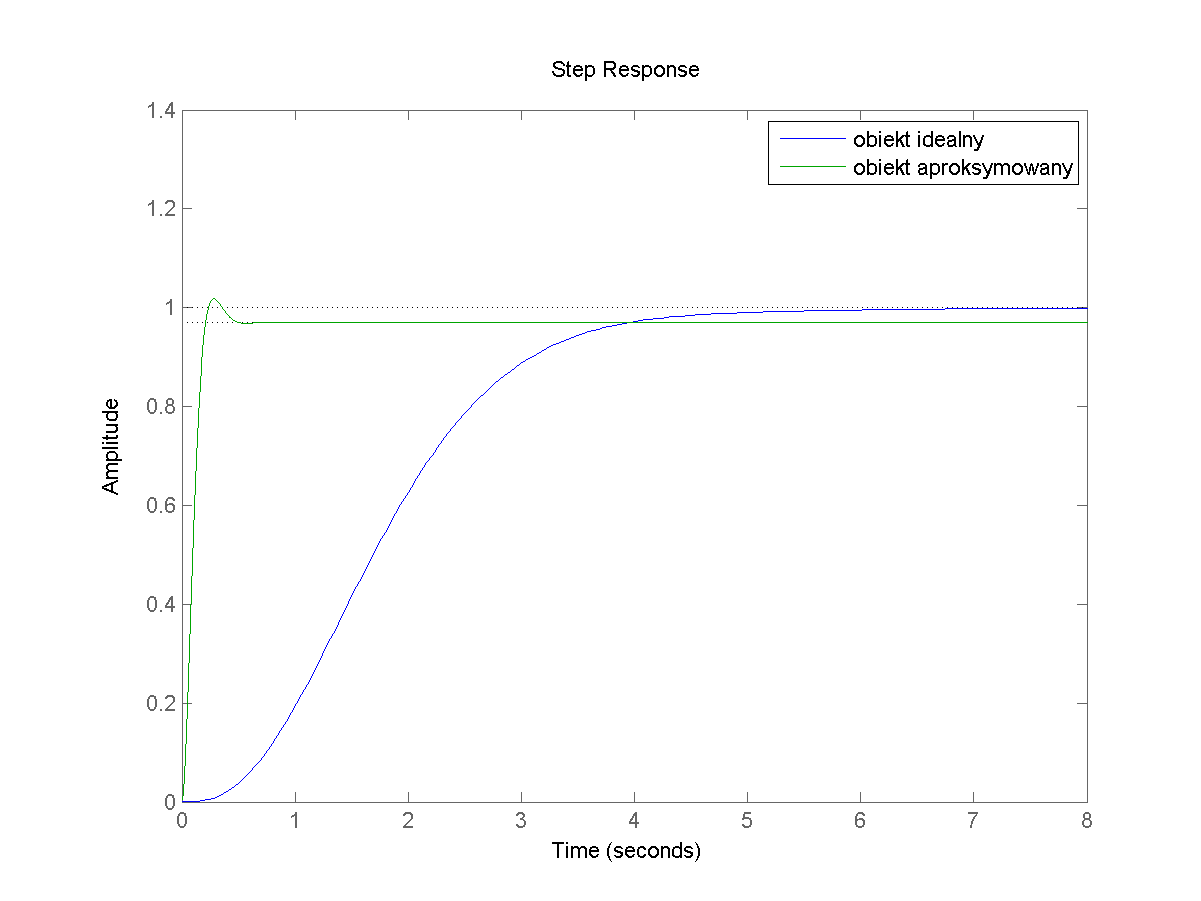 Step Response
1.4
1.2
1
0.8
0.6
0.4
0.2
0
obiekt idealny
obiekt aproksymowany
Amplitude
0 1 2 3 4 5 6 7 8
Time (seconds)